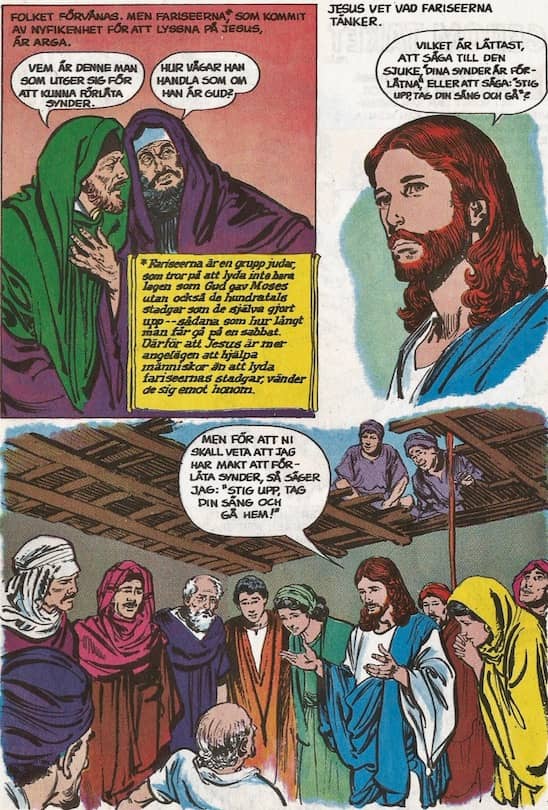 FOLKET FÖRVÅNAS. MEN FARISEERNA,* SOM KOMMIT
AV NYFIKENHET FÖR ATT LYSSNA PÅ JESUS,
ÄR ARGA.
VEM ÄR DENNE MAN
SOM UTGER SIG FÖR
ATT KUNNA FÖRLÅTA
SYNDER.
HUR VÅGAR HAN
HANDLA SOM OM
HAN ÄR GUD?
*Fariseerna är en grupp judar,
som tror på att lyda inte bara
lagen som Gud gav Moses
utan också de hundratals
stadgar som de själva gjort
upp -- sådana som hur långt
man får gå på en sabbat.
Därför att Jesus är mer
angelägen att hjälpa
människor än att lyda
fariseernas stadgar, vänder
de sig emot honom.
JESUS VET VAD FARISEERNA
TÄNKER.
VILKET ÄR LÄTTAST,
ATT SÄGA TILL DEN
SJUKE, "DINA SYNDER ÄR FÖR-
LÅTNA," ELLER ATT SÄGA: "STIG
UPP, TAG DIN SÄNG OCH GÅ"?
MEN FÖR ATT NI
SKALL VETA ATT JAG
HAR MAKT ATT FÖR-
LÅTA SYNDER, SÅ SÄGER
JAG: "STIG UPP, TAG
DIN SÄNG OCH
GÅ HEM!"